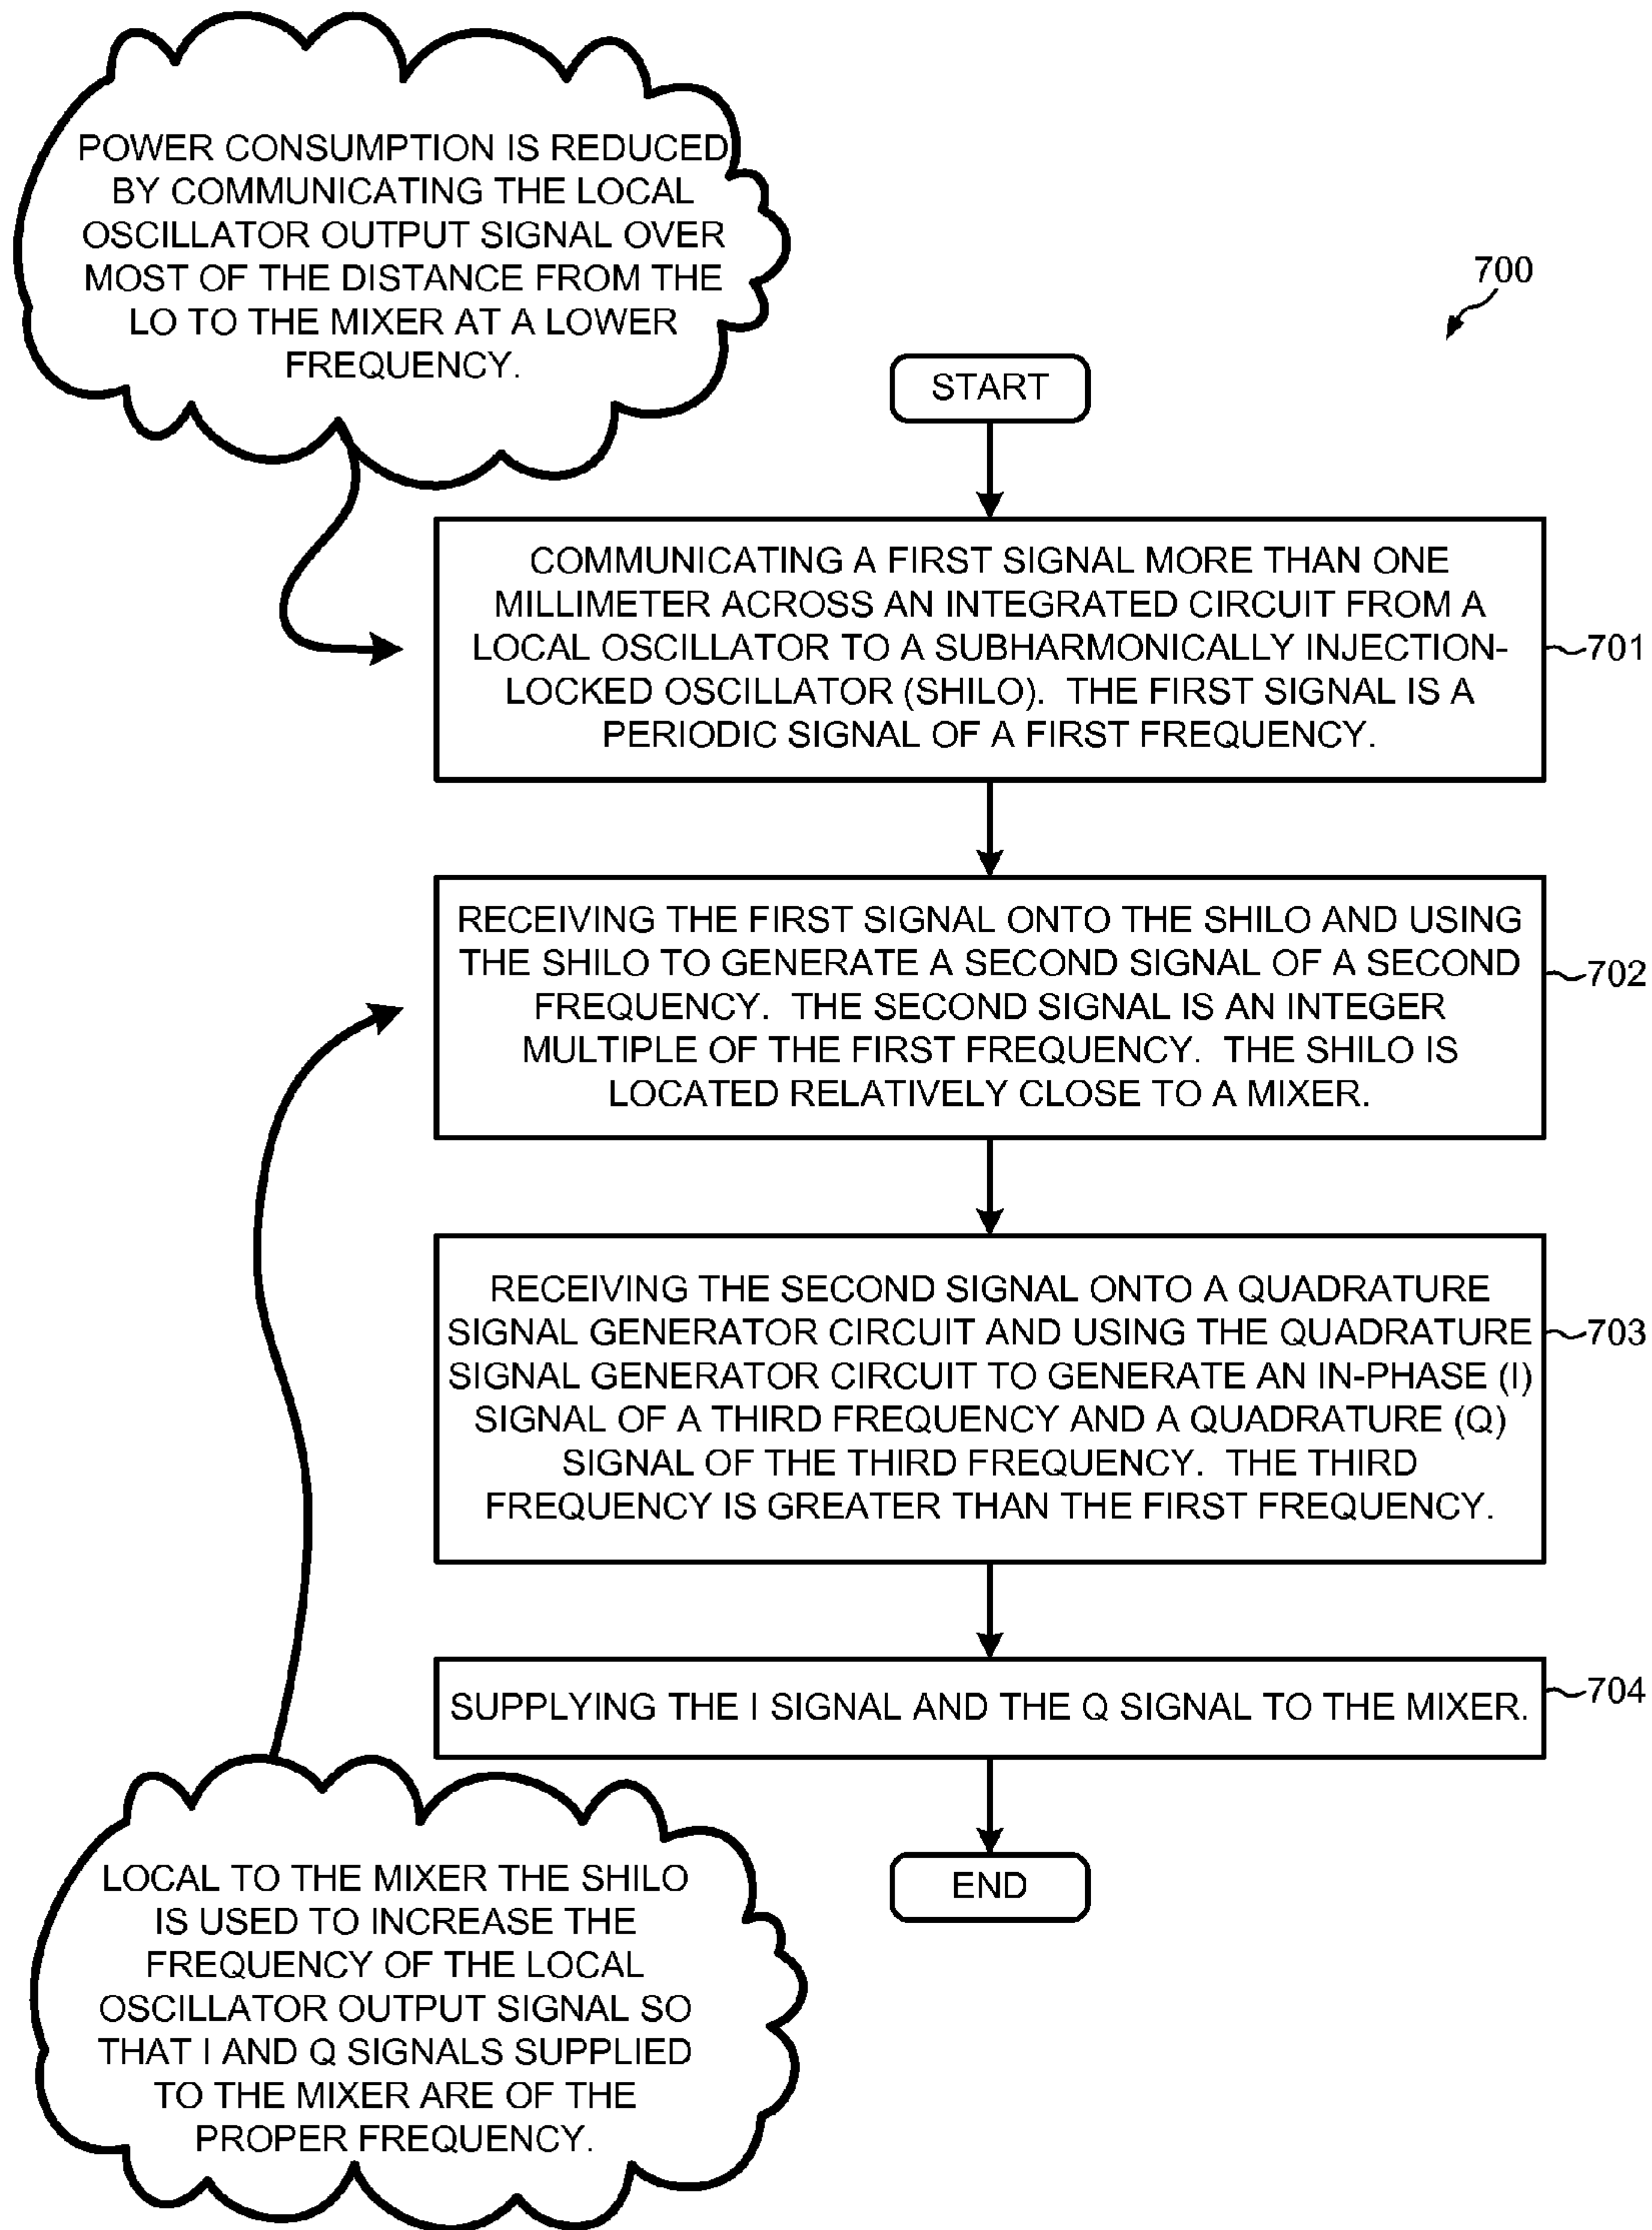 POWER CONSUMPTION IS REDUCED
BY COMMUNICATING THE LOCAL
OSCILLATOR OUTPUT SIGNAL OVER
MOST OF THE DISTANCE FROM THE
LO TO THE MIXER AT A LOWER
FREQUENCY.
700
START
COMMUNICATING A FIRST SIGNAL MORE THAN ONE
MILLIMETER ACROSS AN INTEGRATED CIRCUIT FROM A
LOCAL OSCILLATOR TO A SUBHARMONICALLY INJECTION-
LOCKED OSCILLATOR (SHILO). THE FIRST SIGNAL IS A
PERIODIC SIGNAL OF A FIRST FREQUENCY.
701
RECEIVING THE FIRST SIGNAL ONTO THE SHILO AND USING
THE SHILO TO GENERATE A SECOND SIGNAL OF A SECOND
FREQUENCY. THE SECOND SIGNAL IS AN INTEGER
MULTIPLE OF THE FIRST FREQUENCY. THE SHILO IS
LOCATED RELATIVELY CLOSE TO A MIXER.
702
RECEIVING THE SECOND SIGNAL ONTO A QUADRATURE
SIGNAL GENERATOR CIRCUIT AND USING THE QUADRATURE
SIGNAL GENERATOR CIRCUIT TO GENERATE AN IN-PHASE (I)
SIGNAL OF A THIRD FREQUENCY AND A QUADRATURE (Q)
SIGNAL OF THE THIRD FREQUENCY. THE THIRD
FREQUENCY IS GREATER THAN THE FIRST FREQUENCY.
703
SUPPLYING THE I SIGNAL AND THE Q SIGNAL TO THE MIXER.
704
END
LOCAL TO THE MIXER THE SHILO
IS USED TO INCREASE THE
FREQUENCY OF THE LOCAL
OSCILLATOR OUTPUT SIGNAL SO
THAT I AND Q SIGNALS SUPPLIED
TO THE MIXER ARE OF THE
PROPER FREQUENCY.